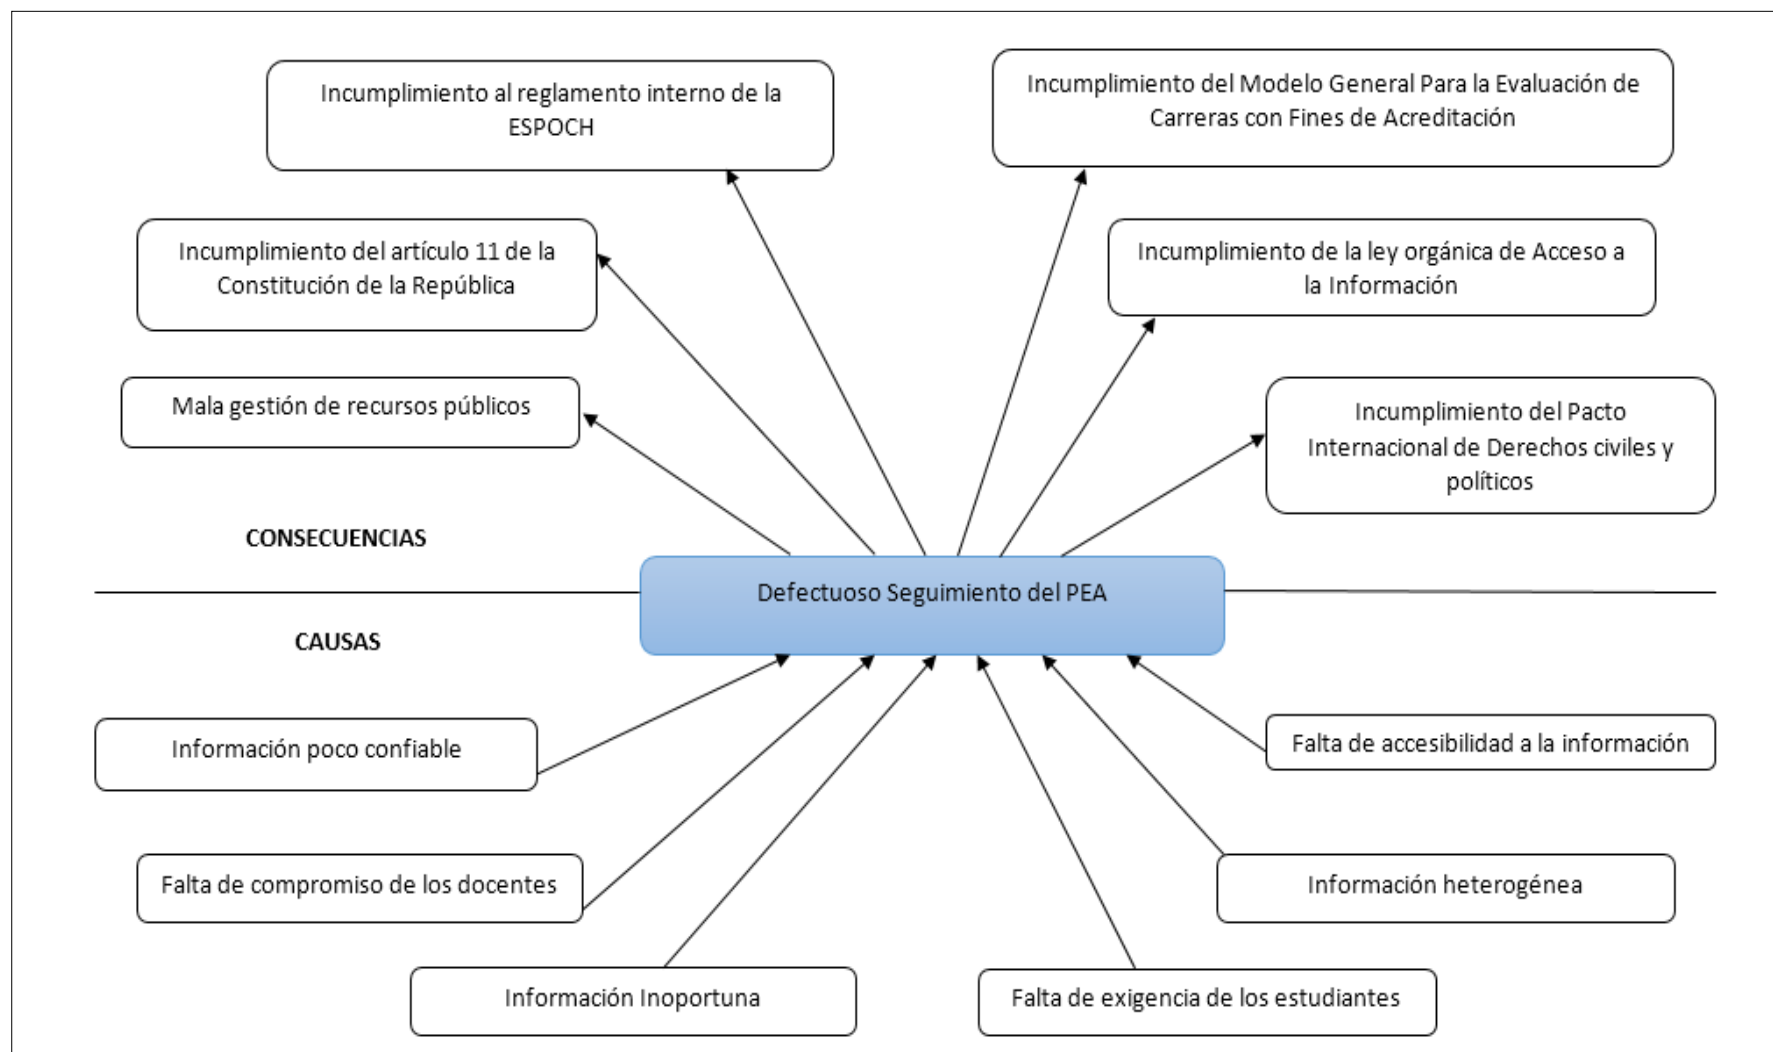 Incumplimiento al reglamento interno de la
ESPOCH
Incumplimiento del Modelo General Para la Evaluación de
Carreras con Fines de Acreditación
Incumplimiento del artículo 11 de la
Constitución de la República
Incumplimiento de la ley orgánica de Acceso a
la Información
Mala gestión de recursos públicos
Incumplimiento del Pacto
Internacional de Derechos civiles y
políticos
CONSECUENCIAS
Defectuoso Seguimiento del PEA
CAUSAS
Información poco confiable
Falta de accesibilidad a la información
Falta de compromiso de los docentes
Información heterogénea
Información Inoportuna
Falta de exigencia de los estudiantes